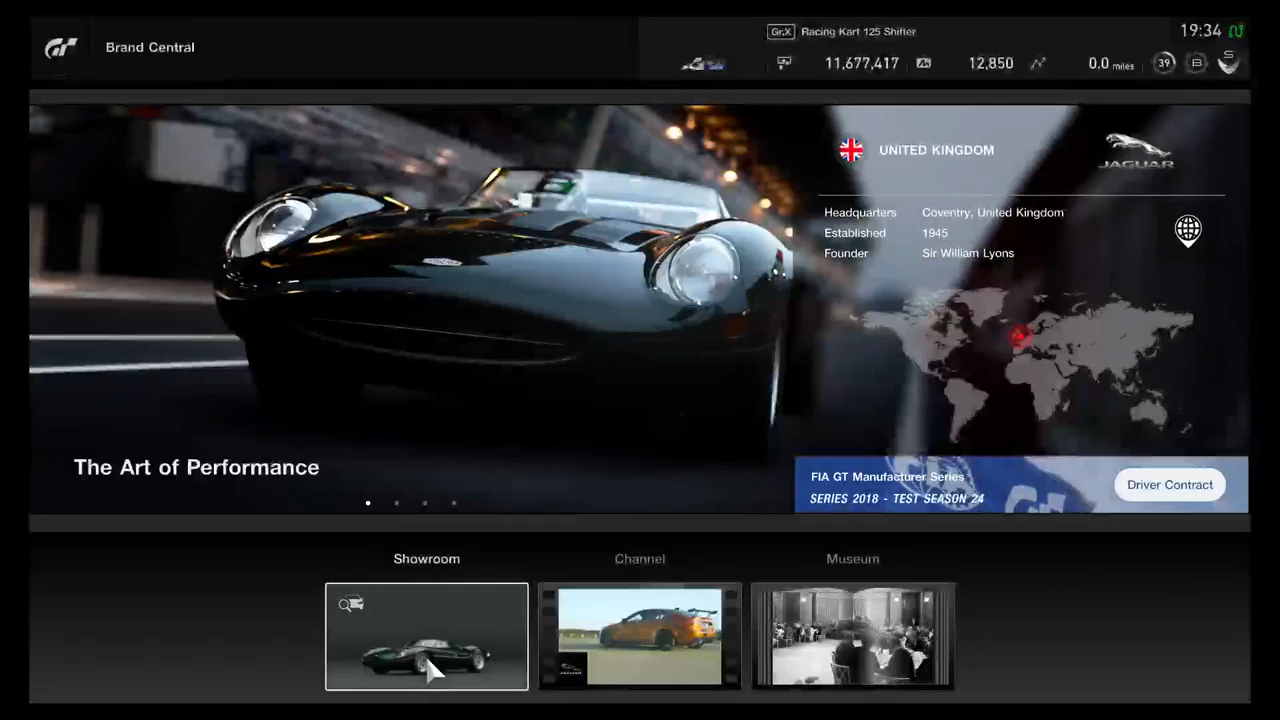 Brand Central
Gr.X Racing Kart 125 Shifter
19:34
11,677,417
12,850
0.0 miles
39
B
S
UNITED KINGDOM
JAGUAR
Headquarters Coventry, United Kingdom
Established 1945
Founder Sir William Lyons
The Art of Performance
FIA GT Manufacturer Series
SERIES 2018 - TEST SEASON 24
Driver Contract
Showroom
Channel
Museum
JAGUAR